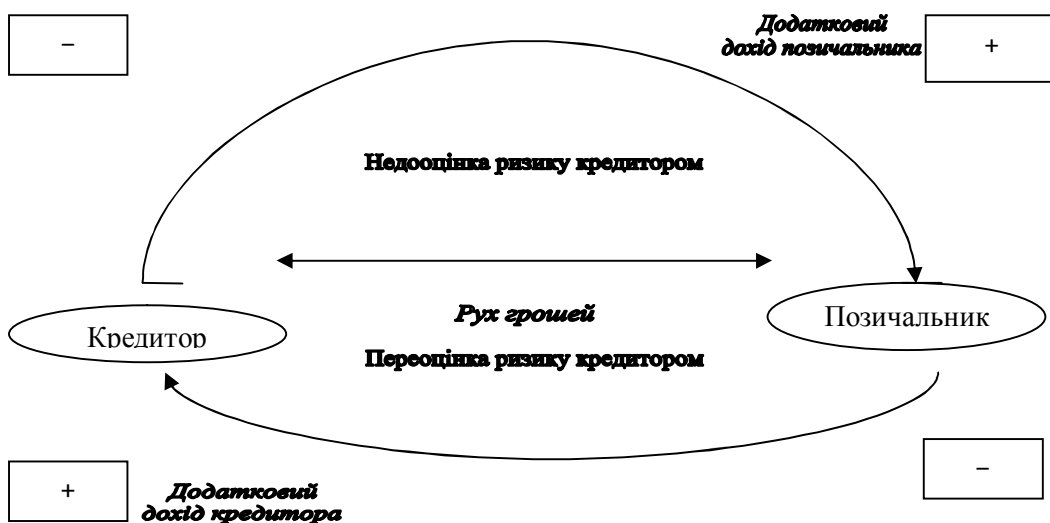 –
Додатковий
дохід позичальника
+
Недооцінка ризику кредитором
Рух грошей
Кредитор
Позичальник
Переоцінка ризику кредитором
+
Додатковий
дохід кредитора
–